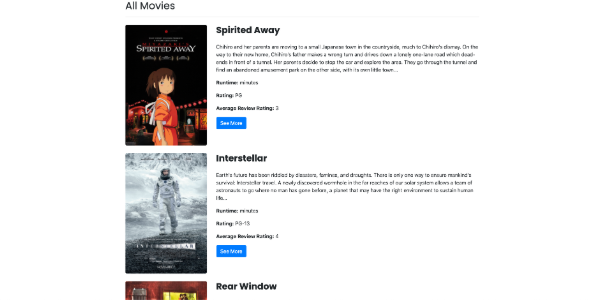 All Movies
SPIRITED AWAY
Spirited Away
Chihiro and her parents are moving to a small Japanese town in the countryside, much to Chihiro's dismay. On the
way to their new home, Chihiro's father makes a wrong turn and drives down a lonely one-lane road which dead-
ends in front of a tunnel. Her parents decide to stop the car and explore the area. They go through the tunnel and
find an abandoned amusement park on the other side, with its own little town....
Runtime: minutes
Rating: PG
Average Review Rating: 3
See More
INTERSTELLAR
Interstellar
Earth's future has been riddled by disasters, famines, and droughts. There is only one way to ensure mankind's
survival: Interstellar travel. A newly discovered wormhole in the far reaches of our solar system allows a team of
astronauts to go where no man has gone before, a planet that may have the right environment to sustain human
life....
Runtime: minutes
Rating: PG-13
Average Review Rating: 4
See More
Rear Window